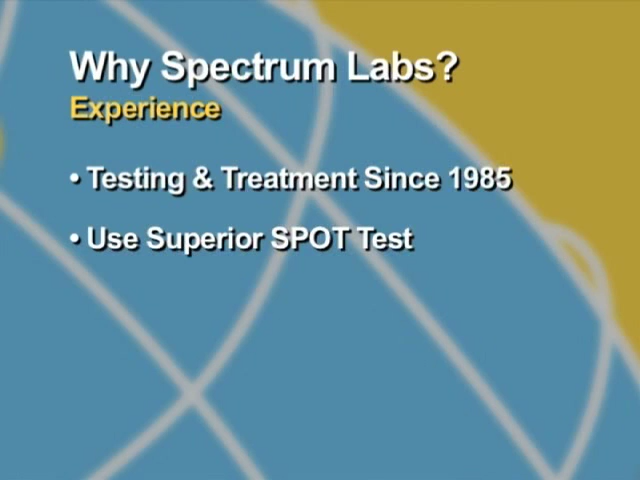 Why Spectrum Labs?
Experience
• Testing & Treatment Since 1985
• Use Superior SPOT Test